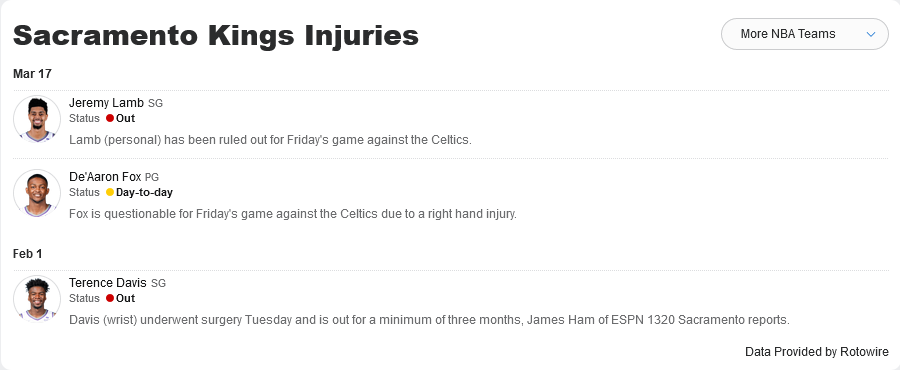 Sacramento Kings Injuries
More NBA Teams
Mar 17
Jeremy Lamb SG
Status Out
Lamb (personal) has been ruled out for Friday's game against the Celtics.
De'Aaron Fox PG
Status Day-to-day
Fox is questionable for Friday's game against the Celtics due to a right hand injury.
Feb 1
Terence Davis SG
Status Out
Davis (wrist) underwent surgery Tuesday and is out for a minimum of three months, James Ham of ESPN 1320 Sacramento reports.
Data Provided by Rotowire